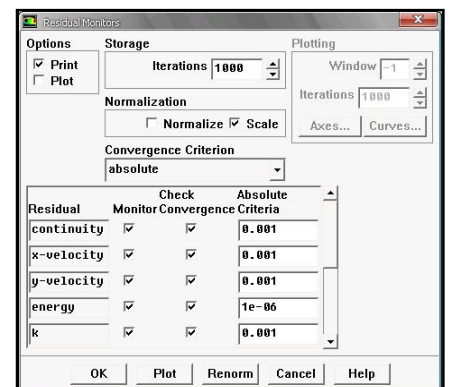 Residual Monitors
Options
Print
Plot
Storage
Iterations 1000
Normalization
Normalize Scale
Convergence Criterion
absolute
Plotting
Window -1
Iterations 1000
Axes... Curves...
Residual Monitor Check Convergence Absolute Criteria
continuity 0.001
x-velocity 0.001
y-velocity 0.001
energy 1e-06
k 0.001
OK Plot Renorm Cancel Help